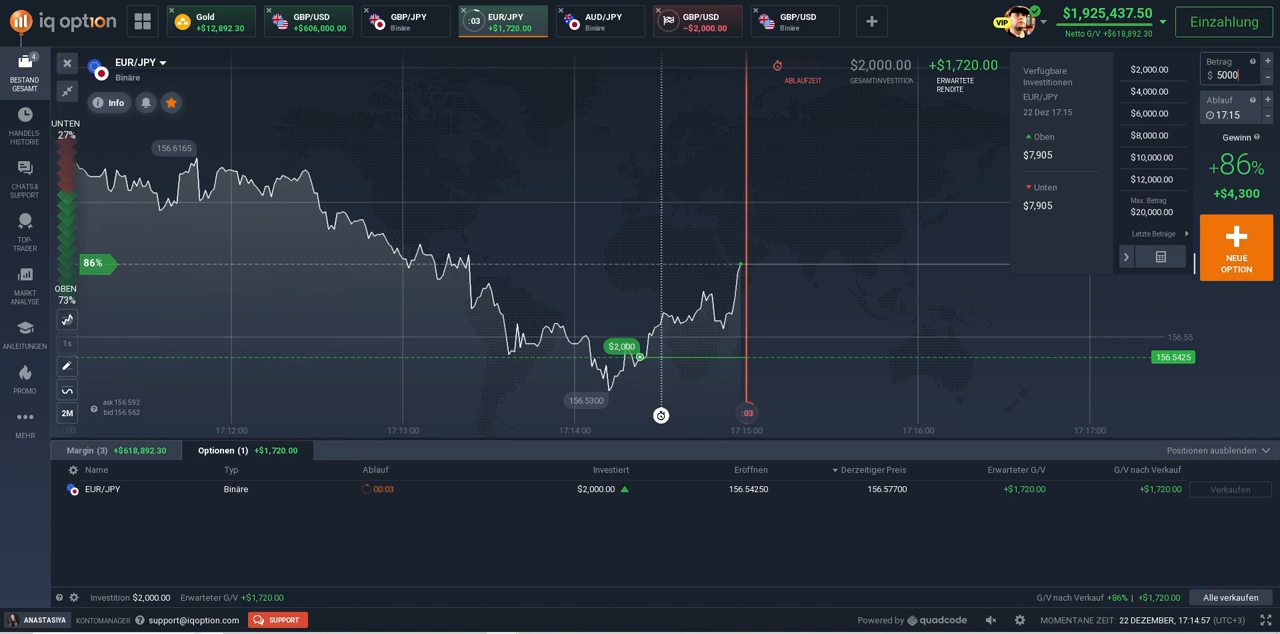 iq option
Gold
+$12,892.30
GBP/USD
+$606,000.00
GBP/JPY
Binäre
:03
EUR/JPY
+$1,720.00
AUD/JPY
Binäre
GBP/USD
–$2,000.00
GBP/USD
Binäre
VIP
$1,925,437.50
Netto G/V: +$618,892.30
Einzahlung
4
BESTAND
GESAMT
HANDELS-
HISTORIE
CHATS &
SUPPORT
TOP-
TRADER
MARKT
ANALYSE
ANLEITUNGEN
PROMO
MEHR
EUR/JPY
Binäre
Info
UNTEN
27%
86%
OBEN
73%
1s
2M
156.6165
$2,000
156.5300
ask 156.592
bid 156.562
ABLAUFZEIT
$2,000.00
GESAMTINVESTITION
+$1,720.00
ERWARTETE
RENDITE
156.55
156.5425
:03
17:12:00
17:13:00
17:14:00
17:15:00
17:16:00
17:17:00
Verfügbare
Investitionen
EUR/JPY
22 Dez 17:15
Oben
$7,905
Unten
$7,905
$2,000.00
$4,000.00
$6,000.00
$8,000.00
$10,000.00
$12,000.00
Max. Betrag
$20,000.00
Letzte Beträge
Betrag
$ 5000
Ablauf
17:15
Gewinn
+86%
+$4,300
NEUE
OPTION
Margin (3) +$618,892.30
Optionen (1) +$1,720.00
Positionen ausblenden
Name Typ Ablauf Investiert Eröffnen Derzeitiger Preis Erwarteter G/V G/V nach Verkauf
EUR/JPY Binäre 00:03 $2,000.00 156.54250 156.57700 +$1,720.00 +$1,720.00 Verkaufen
Investition $2,000.00 Erwarteter G/V +$1,720.00
G/V nach Verkauf +86% | +$1,720.00 Alle verkaufen
ANASTASIYA KONTOMANAGER support@iqoption.com SUPPORT
Powered by quadcode
MOMENTANE ZEIT: 22 DEZEMBER, 17:14:57 (UTC+3)